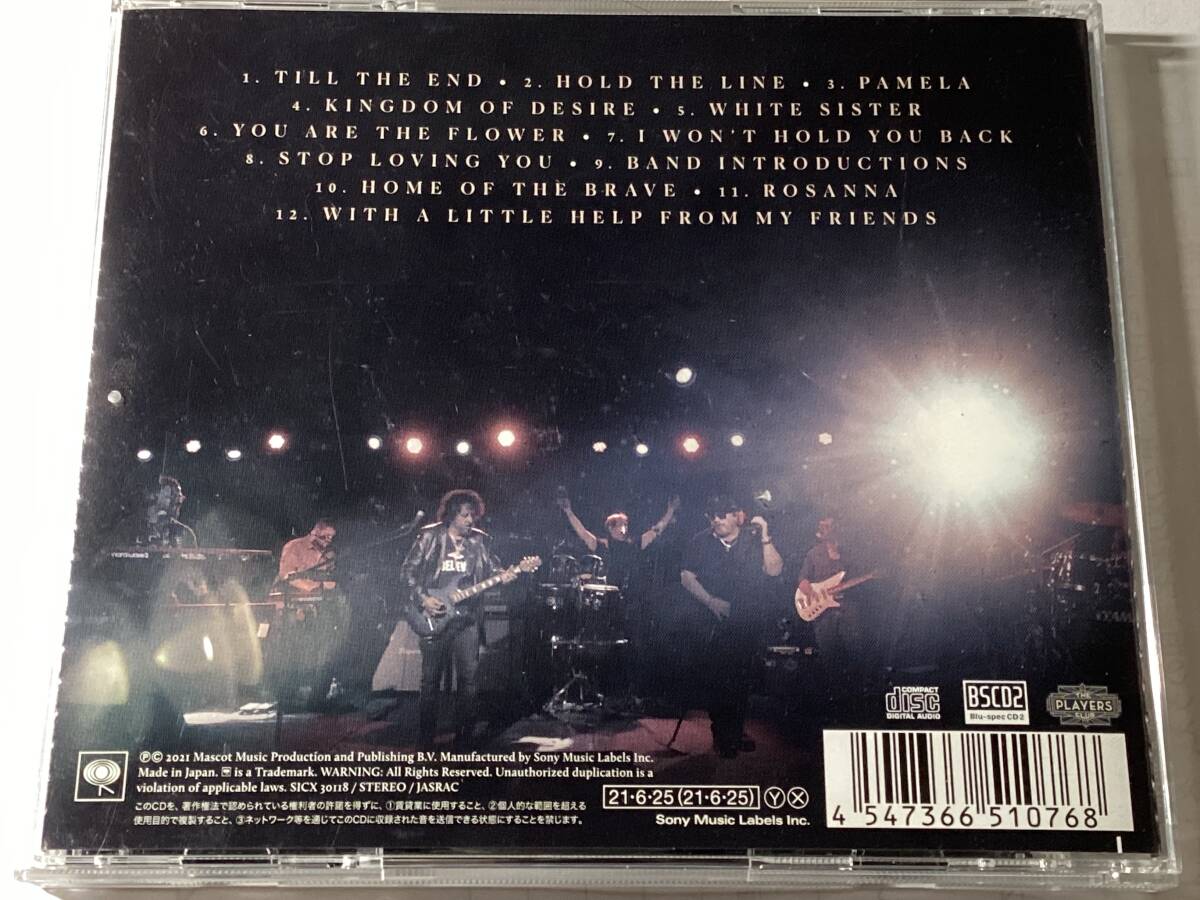 1. TILL THE END • 2. HOLD THE LINE • 3. PAMELA
4. KINGDOM OF DESIRE • 5. WHITE SISTER
6. YOU ARE THE FLOWER • 7. I WON'T HOLD YOU BACK
8. STOP LOVING YOU • 9. BAND INTRODUCTIONS
10. HOME OF THE BRAVE • 11. ROSANNA
12. WITH A LITTLE HELP FROM MY FRIENDS
COMPACT
disc
DIGITAL AUDIO
BSCD2
Blu-spec CD 2
THE
PLAYERS
CLUB
℗© 2021 Mascot Music Production and Publishing B.V. Manufactured by Sony Music Labels Inc.
Made in Japan. is a Trademark. WARNING: All Rights Reserved. Unauthorized duplication is a
violation of applicable laws. SICX 30118 / STEREO / JASRAC
このCDを、著作権法で認められている権利者の許諾を得ずに、①賃貸業に使用すること、②個人的な範囲を超える
使用目的で複製すること、③ネットワーク等を通じてこのCDに収録された音を送信できる状態にすることを禁じます。
21・6・25(21・6・25) Ⓨ Ⓧ
Sony Music Labels Inc.
4 547366 510768